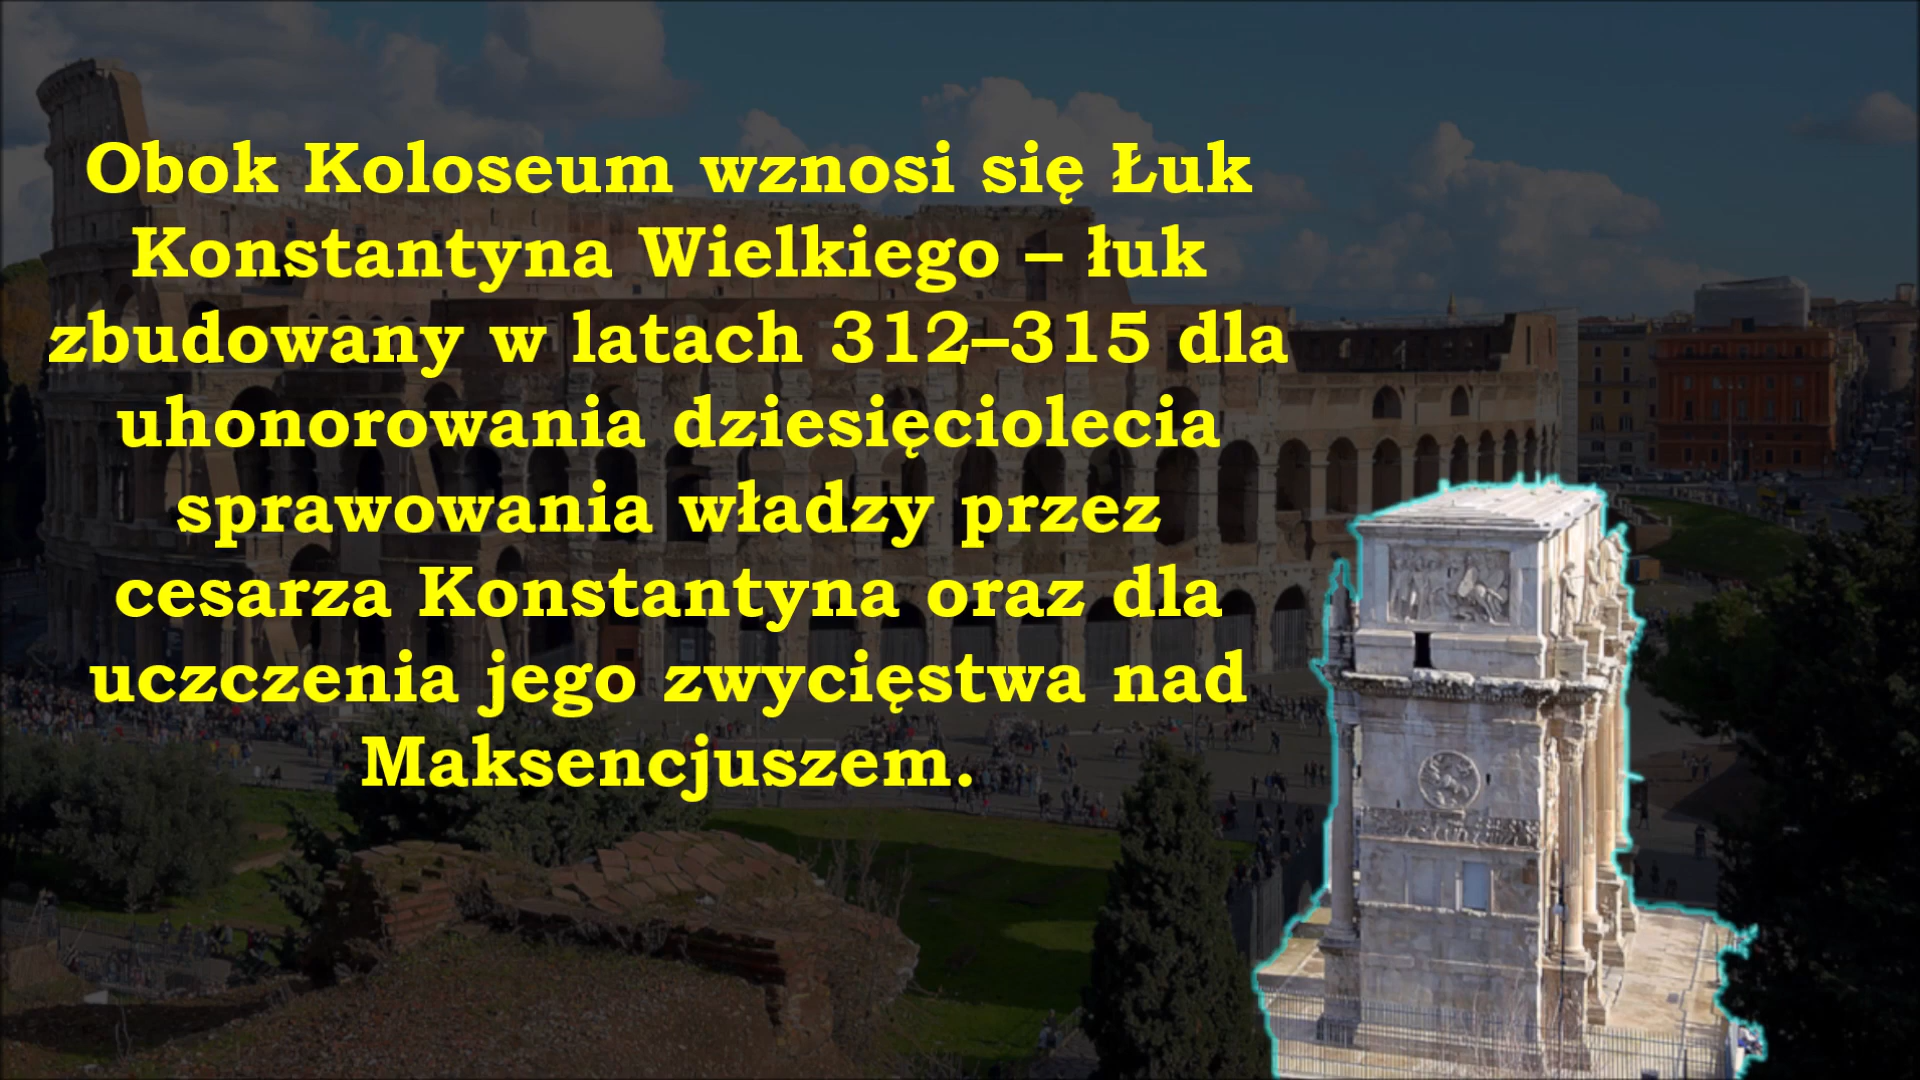 Obok Koloseum wznosi się Łuk
Konstantyna Wielkiego – łuk
zbudowany w latach 312–315 dla
uhonorowania dziesięciolecia
sprawowania władzy przez
cesarza Konstantyna oraz dla
uczczenia jego zwycięstwa nad
Maksencjuszem.